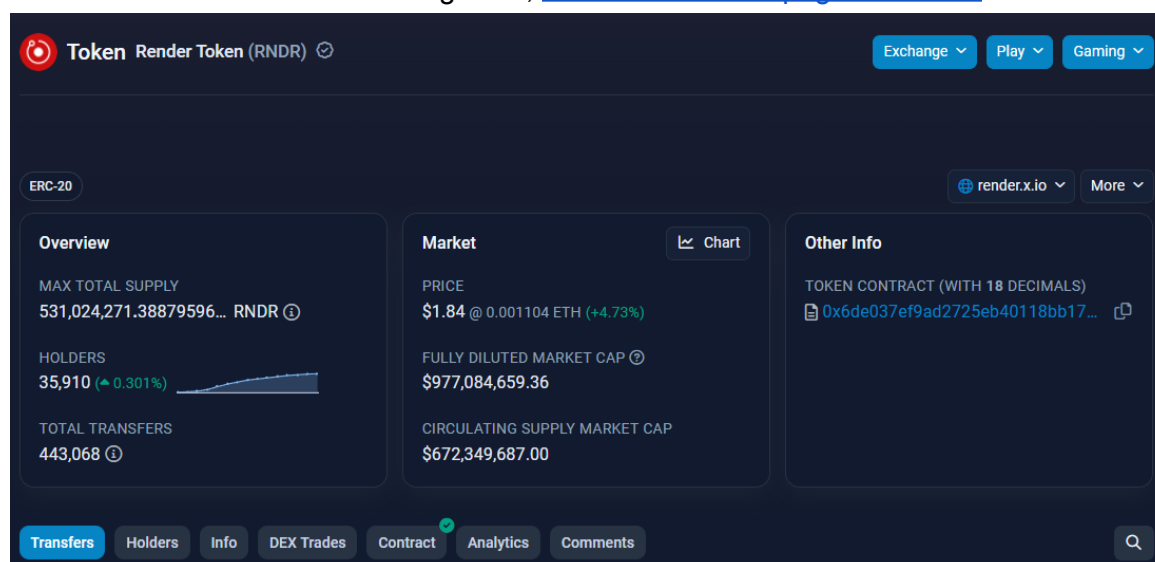 Token Render Token (RNDR)
Exchange Play Gaming
ERC-20
render.x.io More
Overview
MAX TOTAL SUPPLY
531,024,271.38879596... RNDR
HOLDERS
35,910 (0.301%)
TOTAL TRANSFERS
443,068
Market Chart
PRICE
$1.84 @ 0.001104 ETH (+4.73%)
FULLY DILUTED MARKET CAP
$977,084,659.36
CIRCULATING SUPPLY MARKET CAP
$672,349,687.00
Other Info
TOKEN CONTRACT (WITH 18 DECIMALS)
0x6de037ef9ad2725eb40118bb17...
Transfers Holders Info DEX Trades Contract Analytics Comments